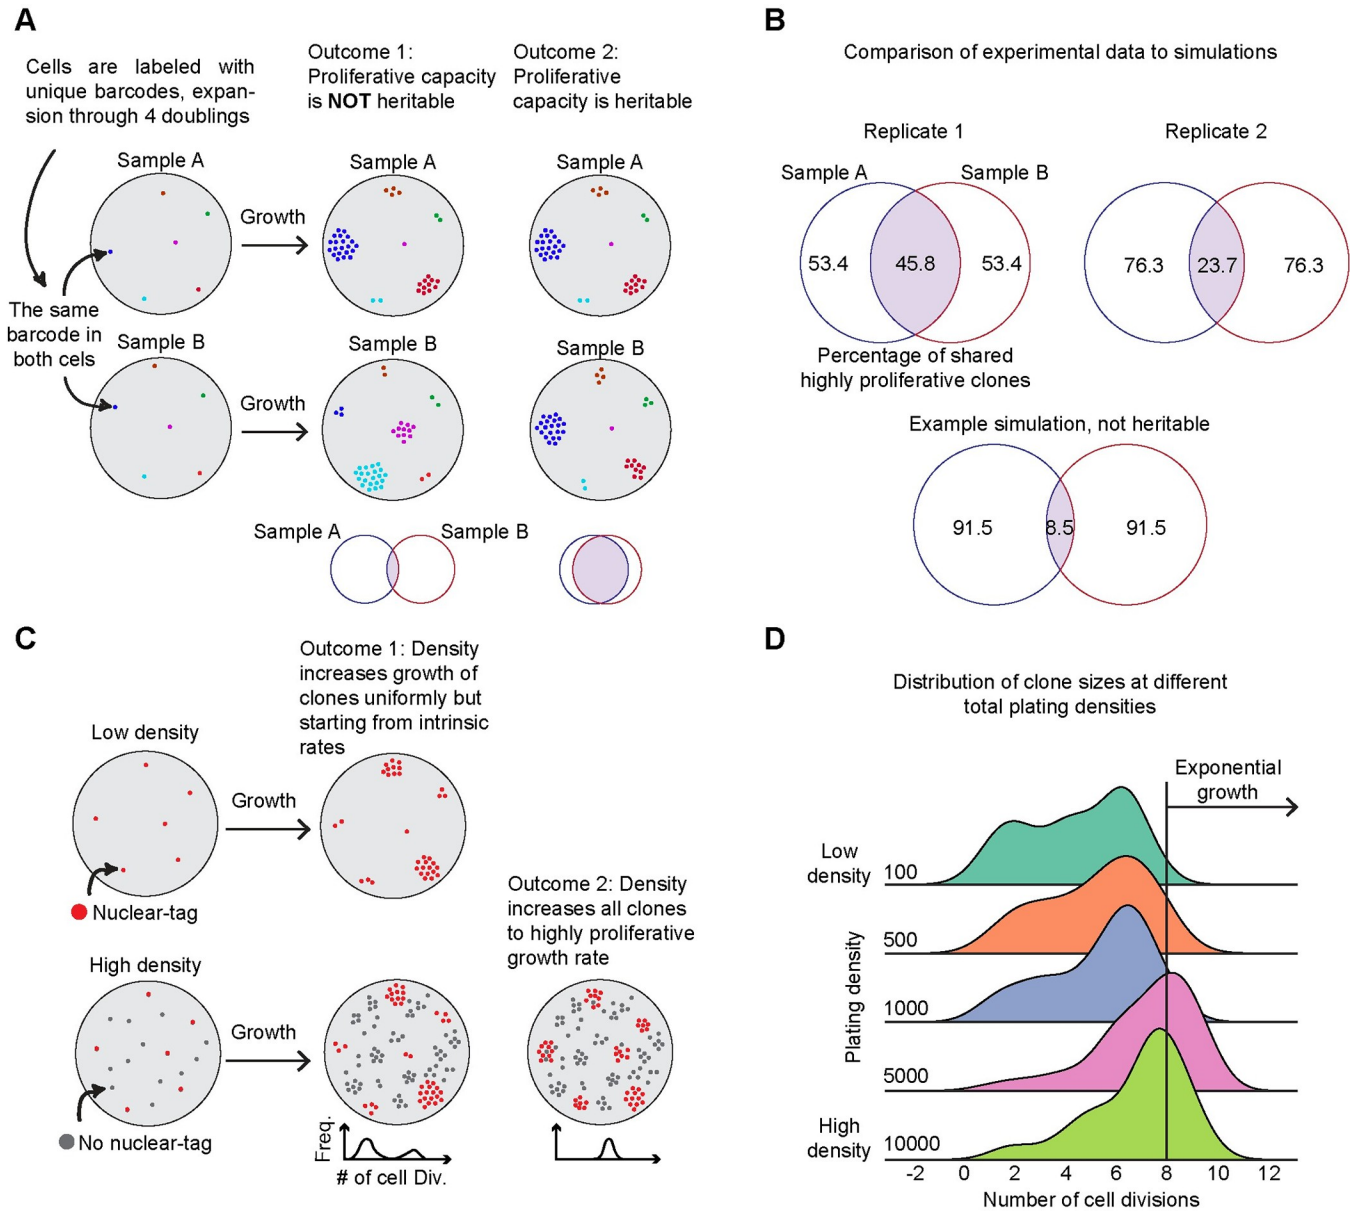 A
Cells are labeled with
unique barcodes, expan-
sion through 4 doublings
Outcome 1:
Proliferative capacity
is NOT heritable
Outcome 2:
Proliferative
capacity is heritable
Sample A
Growth
Sample A
Sample A
The same
barcode in
both cels
Sample B
Growth
Sample B
Sample B
Sample A
Sample B
B
Comparison of experimental data to simulations
Replicate 1
Replicate 2
Sample A
Sample B
53.4
45.8
53.4
76.3
23.7
76.3
Percentage of shared
highly proliferative clones
Example simulation, not heritable
91.5
8.5
91.5
C
Outcome 1: Density
increases growth of
clones uniformly but
starting from intrinsic
rates
Low density
Growth
Nuclear-tag
Outcome 2: Density
increases all clones
to highly proliferative
growth rate
High density
Growth
No nuclear-tag
Freq.
# of cell Div.
D
Distribution of clone sizes at different
total plating densities
Exponential
growth
Low
density
100
500
1000
5000
10000
Plating density
High
density
-2 0 2 4 6 8 10 12
Number of cell divisions